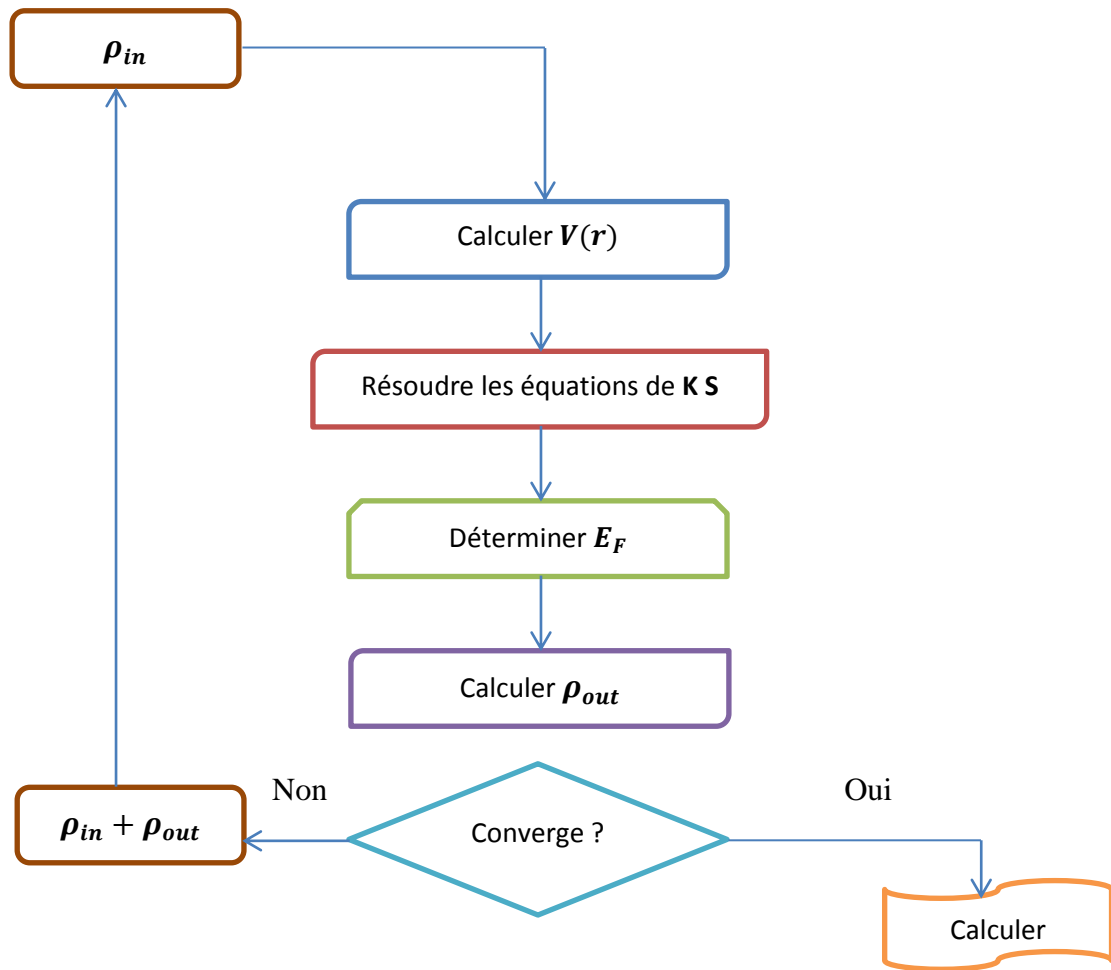 ρin
Calculer V(r)
Résoudre les équations de K S
Déterminer EF
Calculer ρout
Non
Oui
ρin + ρout
Converge ?
Calculer